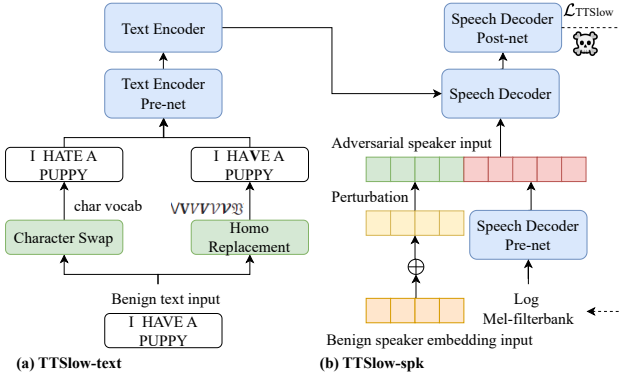 Text Encoder
Text Encoder
Pre-net
I HATE A
PUPPY
I HAVE A
PUPPY
char vocab
Character Swap
Homo
Replacement
Benign text input
I HAVE A
PUPPY
(a) TTSlow-text
Speech Decoder
Post-net
ℒTTSlow
Speech Decoder
Adversarial speaker input
Perturbation
Speech Decoder
Pre-net
Log
Mel-filterbank
Benign speaker embedding input
(b) TTSlow-spk